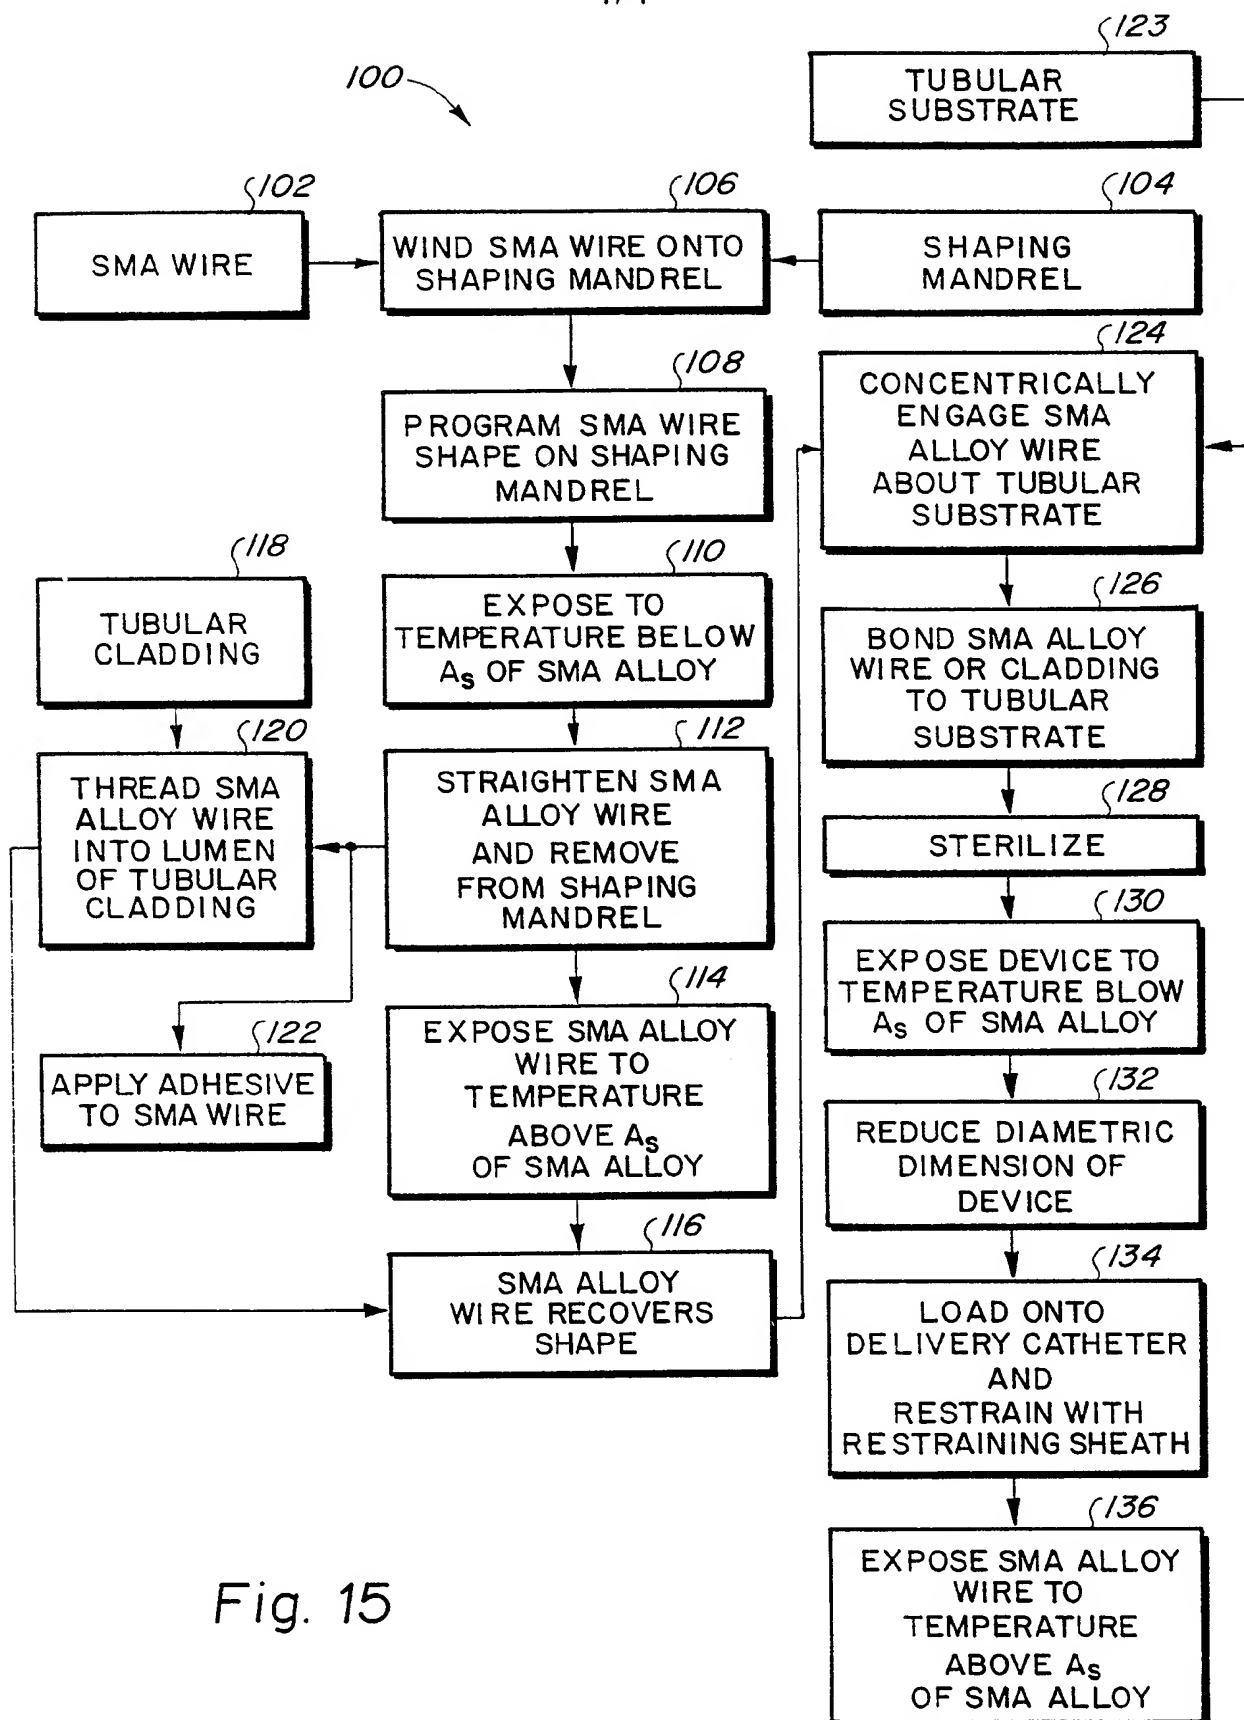 123
TUBULAR
SUBSTRATE
100
102
SMA WIRE
106
WIND SMA WIRE ONTO
SHAPING MANDREL
104
SHAPING
MANDREL
108
PROGRAM SMA WIRE
SHAPE ON SHAPING
MANDREL
110
EXPOSE TO
TEMPERATURE BELOW
As OF SMA ALLOY
118
TUBULAR
CLADDING
120
THREAD SMA
ALLOY WIRE
INTO LUMEN
OF TUBULAR
CLADDING
112
STRAIGHTEN SMA
ALLOY WIRE
AND REMOVE
FROM SHAPING
MANDREL
122
APPLY ADHESIVE
TO SMA WIRE
114
EXPOSE SMA ALLOY
WIRE TO
TEMPERATURE
ABOVE As
OF SMA ALLOY
116
SMA ALLOY
WIRE RECOVERS
SHAPE
124
CONCENTRICALLY
ENGAGE SMA
ALLOY WIRE
ABOUT TUBULAR
SUBSTRATE
126
BOND SMA ALLOY
WIRE OR CLADDING
TO TUBULAR
SUBSTRATE
128
STERILIZE
130
EXPOSE DEVICE TO
TEMPERATURE BLOW
As OF SMA ALLOY
132
REDUCE DIAMETRIC
DIMENSION OF
DEVICE
134
LOAD ONTO
DELIVERY CATHETER
AND
RESTRAIN WITH
RESTRAINING SHEATH
136
EXPOSE SMA ALLOY
WIRE TO
TEMPERATURE
ABOVE As
OF SMA ALLOY
Fig. 15